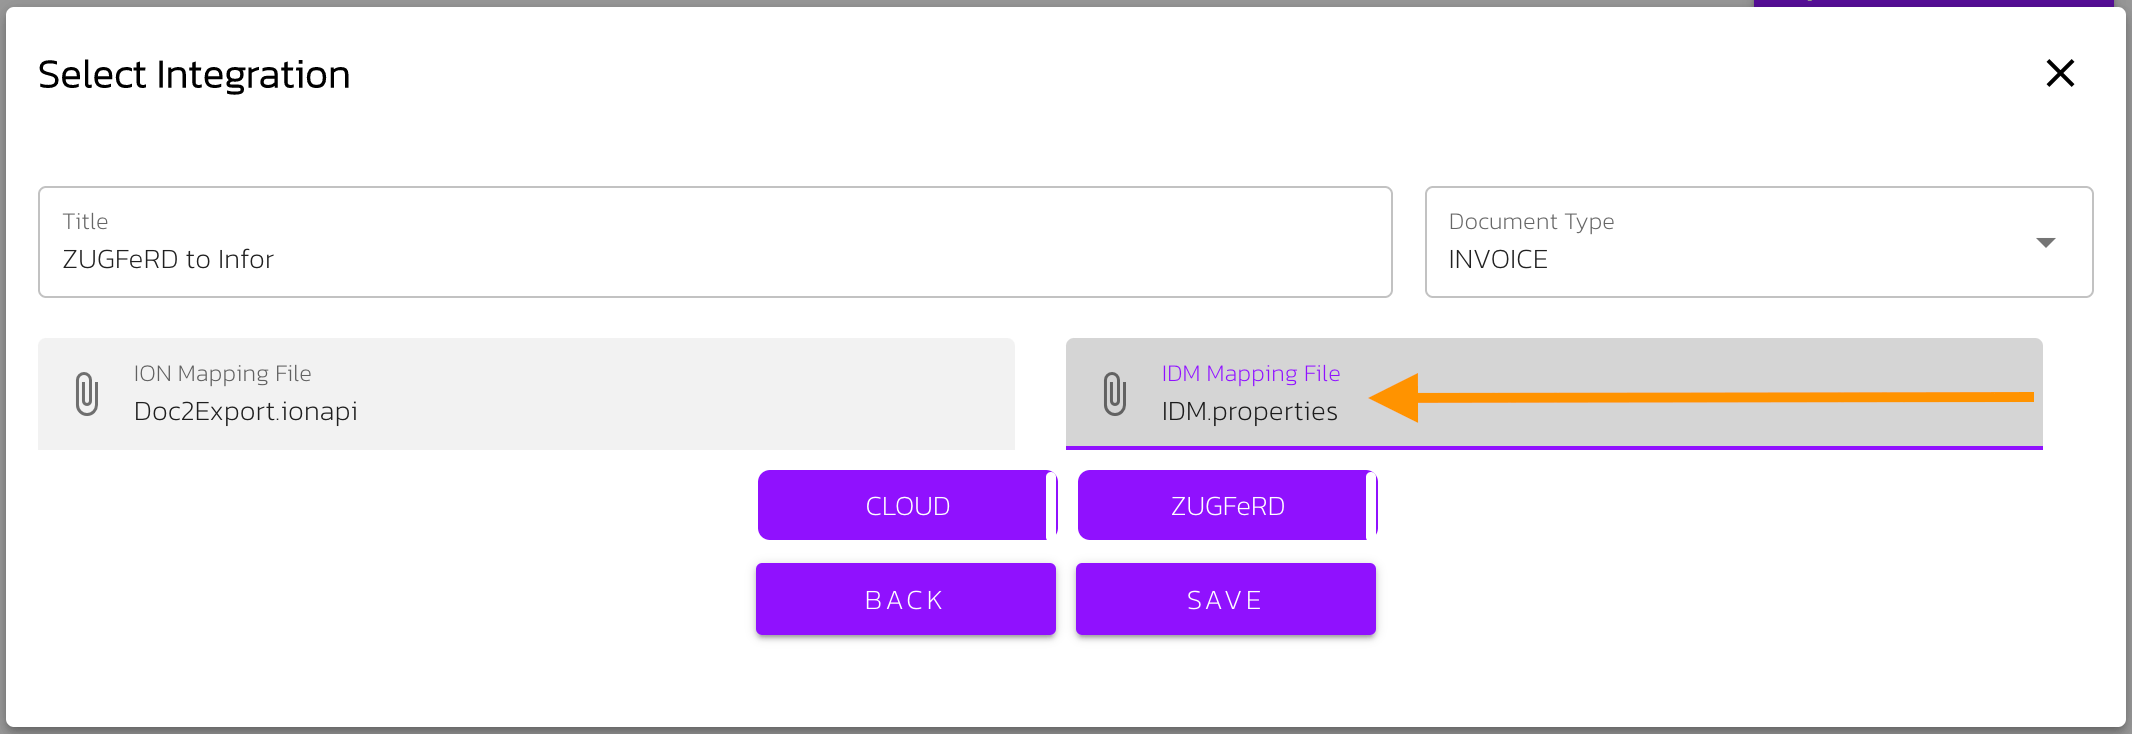 Select Integration
Title
ZUGFeRD to Infor
Document Type
INVOICE
ION Mapping File
Doc2Export.ionapi
IDM Mapping File
IDM.properties
CLOUD
ZUGFeRD
BACK
SAVE